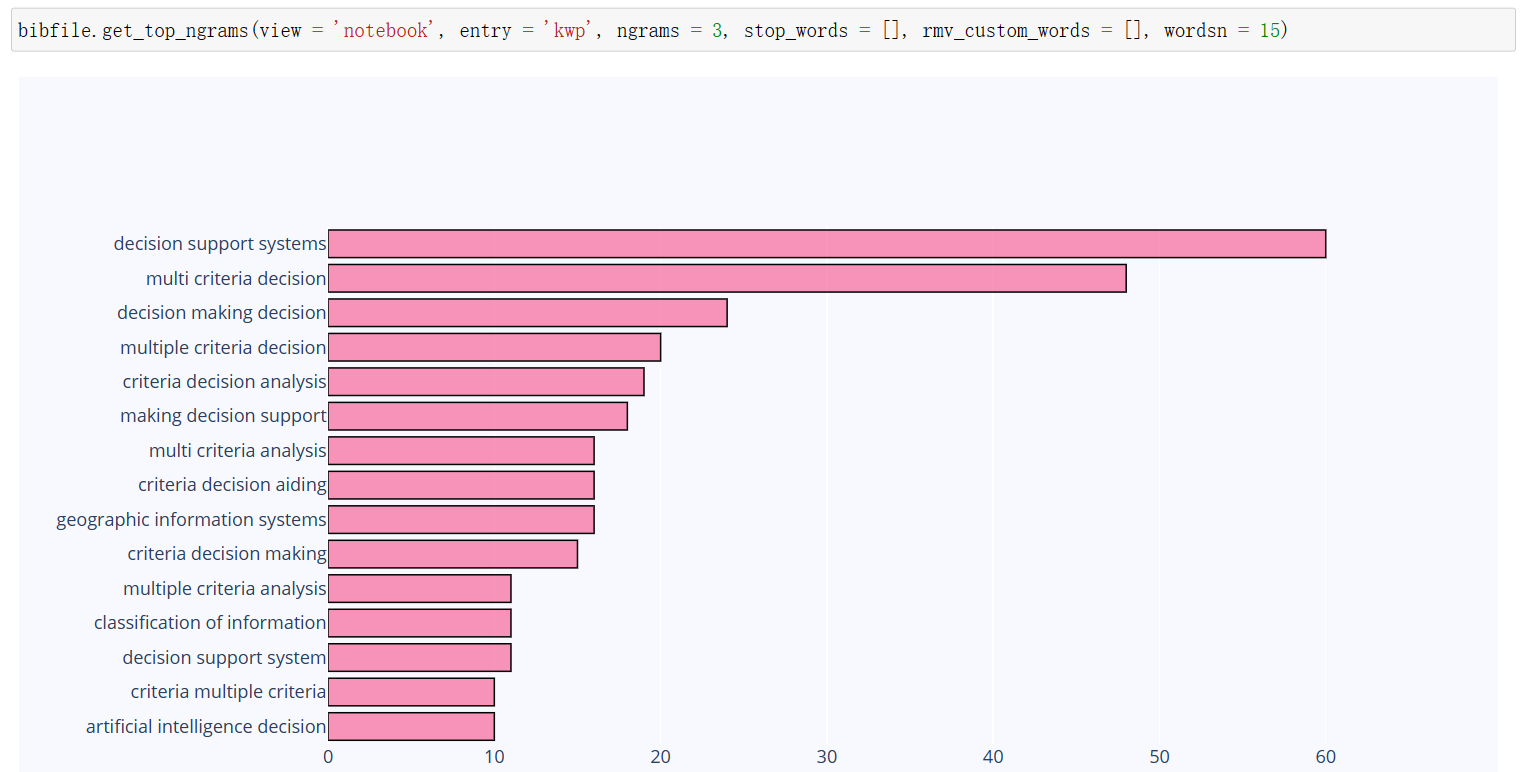 bibfile.get_top_ngrams(view = 'notebook', entry = 'kwp', ngrams = 3, stop_words = [], rmv_custom_words = [], wordsn = 15)
decision support systems
multi criteria decision
decision making decision
multiple criteria decision
criteria decision analysis
making decision support
multi criteria analysis
criteria decision aiding
geographic information systems
criteria decision making
multiple criteria analysis
classification of information
decision support system
criteria multiple criteria
artificial intelligence decision
0 10 20 30 40 50 60